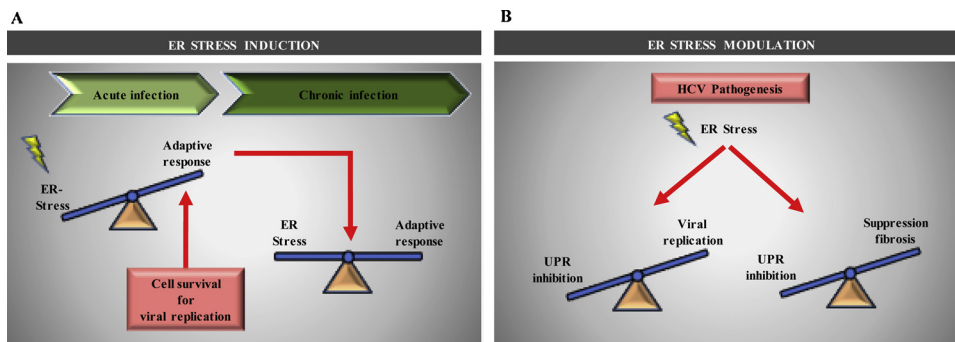 A
ER STRESS INDUCTION
Acute infection
Chronic infection
Adaptive
response
ER-
Stress
ER
Stress
Adaptive
response
Cell survival
for
viral replication
B
ER STRESS MODULATION
HCV Pathogenesis
ER Stress
Viral
replication
UPR
inhibition
Suppression
fibrosis
UPR
inhibition